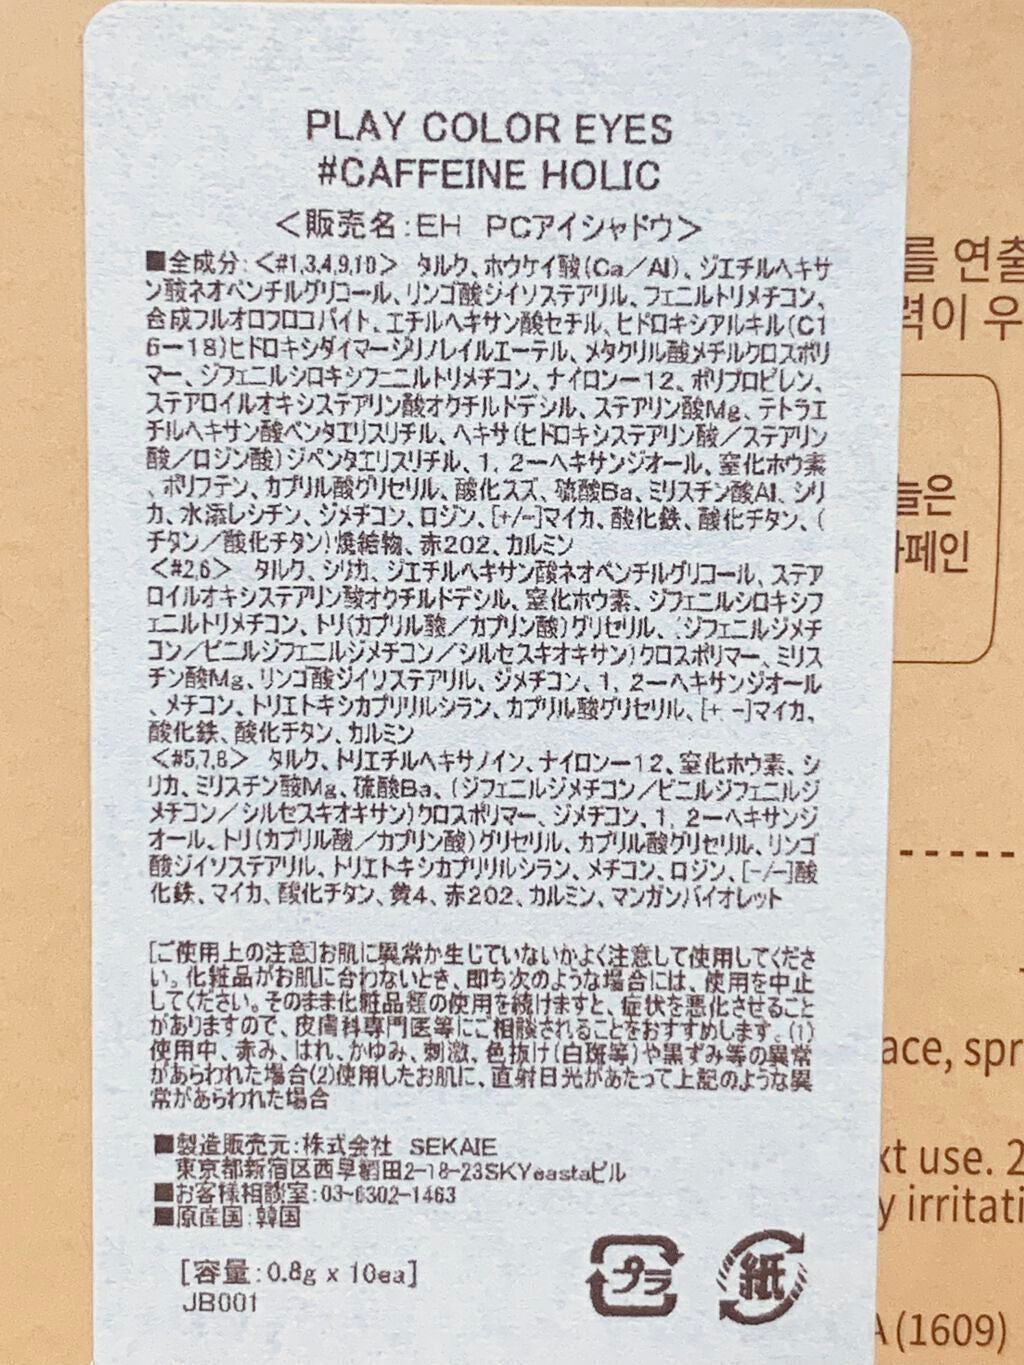 PLAY COLOR EYES
#CAFFEINE HOLIC
＜販売名：EH　PCアイシャドウ＞
■全成分：＜#1,3,4,9,10＞　タルク、ホウケイ酸(Ca／Al)、ジエチルヘキサ
ン酸ネオペンチルグリコール、リンゴ酸ジイソステアリル、フェニルトリメチコン、
合成フルオロフロゴパイト、エチルヘキサン酸セチル、ヒドロキシアルキル(C1
6ー18)ヒドロキシダイマージリノレイルエーテル、メタクリル酸メチルクロスポリ
マー、ジフェニルシロキシフェニルトリメチコン、ナイロンー12、ポリプロピレン、
ステアロイルオキシステアリン酸オクチルドデシル、ステアリン酸Mg、テトラエ
チルヘキサン酸ペンタエリスリチル、ヘキサ(ヒドロキシステアリン酸／ステアリン
酸／ロジン酸)ジペンタエリスリチル、1, 2ーヘキサンジオール、窒化ホウ素
、ポリブテン、カプリル酸グリセリル、酸化スズ、硫酸Ba、ミリスチン酸Al、シリ
カ、水添レシチン、ジメチコン、ロジン、[+/-]マイカ、酸化鉄、酸化チタン、(
チタン／酸化チタン)焼結物、赤202、カルミン
＜#2,6＞　タルク、シリカ、ジエチルヘキサン酸ネオペンチルグリコール、ステア
ロイルオキシステアリン酸オクチルドデシル、窒化ホウ素、ジフェニルシロキシフ
ェニルトリメチコン、トリ(カプリル酸／カプリン酸)グリセリル、(ジフェニルジメチ
コン／ビニルジフェニルジメチコン／シルセスキオキサン)クロスポリマー、ミリス
チン酸Mg、リンゴ酸ジイソステアリル、ジメチコン、1, 2ーヘキサンジオール
、メチコン、トリエトキシカプリリルシラン、カプリル酸グリセリル、[+ -]マイカ、
酸化鉄、酸化チタン、カルミン
＜#5,7,8＞　タルク、トリエチルヘキサノイン、ナイロンー12、窒化ホウ素、シ
リカ、ミリスチン酸Mg、硫酸Ba、(ジフェニルジメチコン／ビニルジフェニルジ
メチコン／シルセスキオキサン)クロスポリマー、ジメチコン、1, 2ーヘキサンジ
オール、トリ(カプリル酸／カプリン酸)グリセリル、カプリル酸グリセリル、リンゴ
酸ジイソステアリル、トリエトキシカプリリルシラン、メチコン、ロジン、[-/-]酸
化鉄、マイカ、酸化チタン、黄4、赤202、カルミン、マンガンバイオレット
[ご使用上の注意]お肌に異常が生じていないかよく注意して使用してくださ
い。化粧品がお肌に合わないとき、即ち次のような場合には、使用を中止
してください。そのまま化粧品類の使用を続けますと、症状を悪化させること
がありますので、皮膚科専門医等にご相談されることをおすすめします。(1)
使用中、赤み、はれ、かゆみ、刺激、色抜け(白斑等)や黒ずみ等の異常
があらわれた場合(2)使用したお肌に、直射日光があたって上記のような異
常があらわれた場合
■製造販売元：株式会社　SEKAIE
東京都新宿区西早稲田2-18-23SKYeastaビル
■お客様相談室：03-6302-1463
■原産国：韓国
[容量：0.8g x 10ea]
JB001
プラ
紙
를 연출
력이 우
늘은
카페인
ace, spr
xt use. 2
y irritati
A (1609)